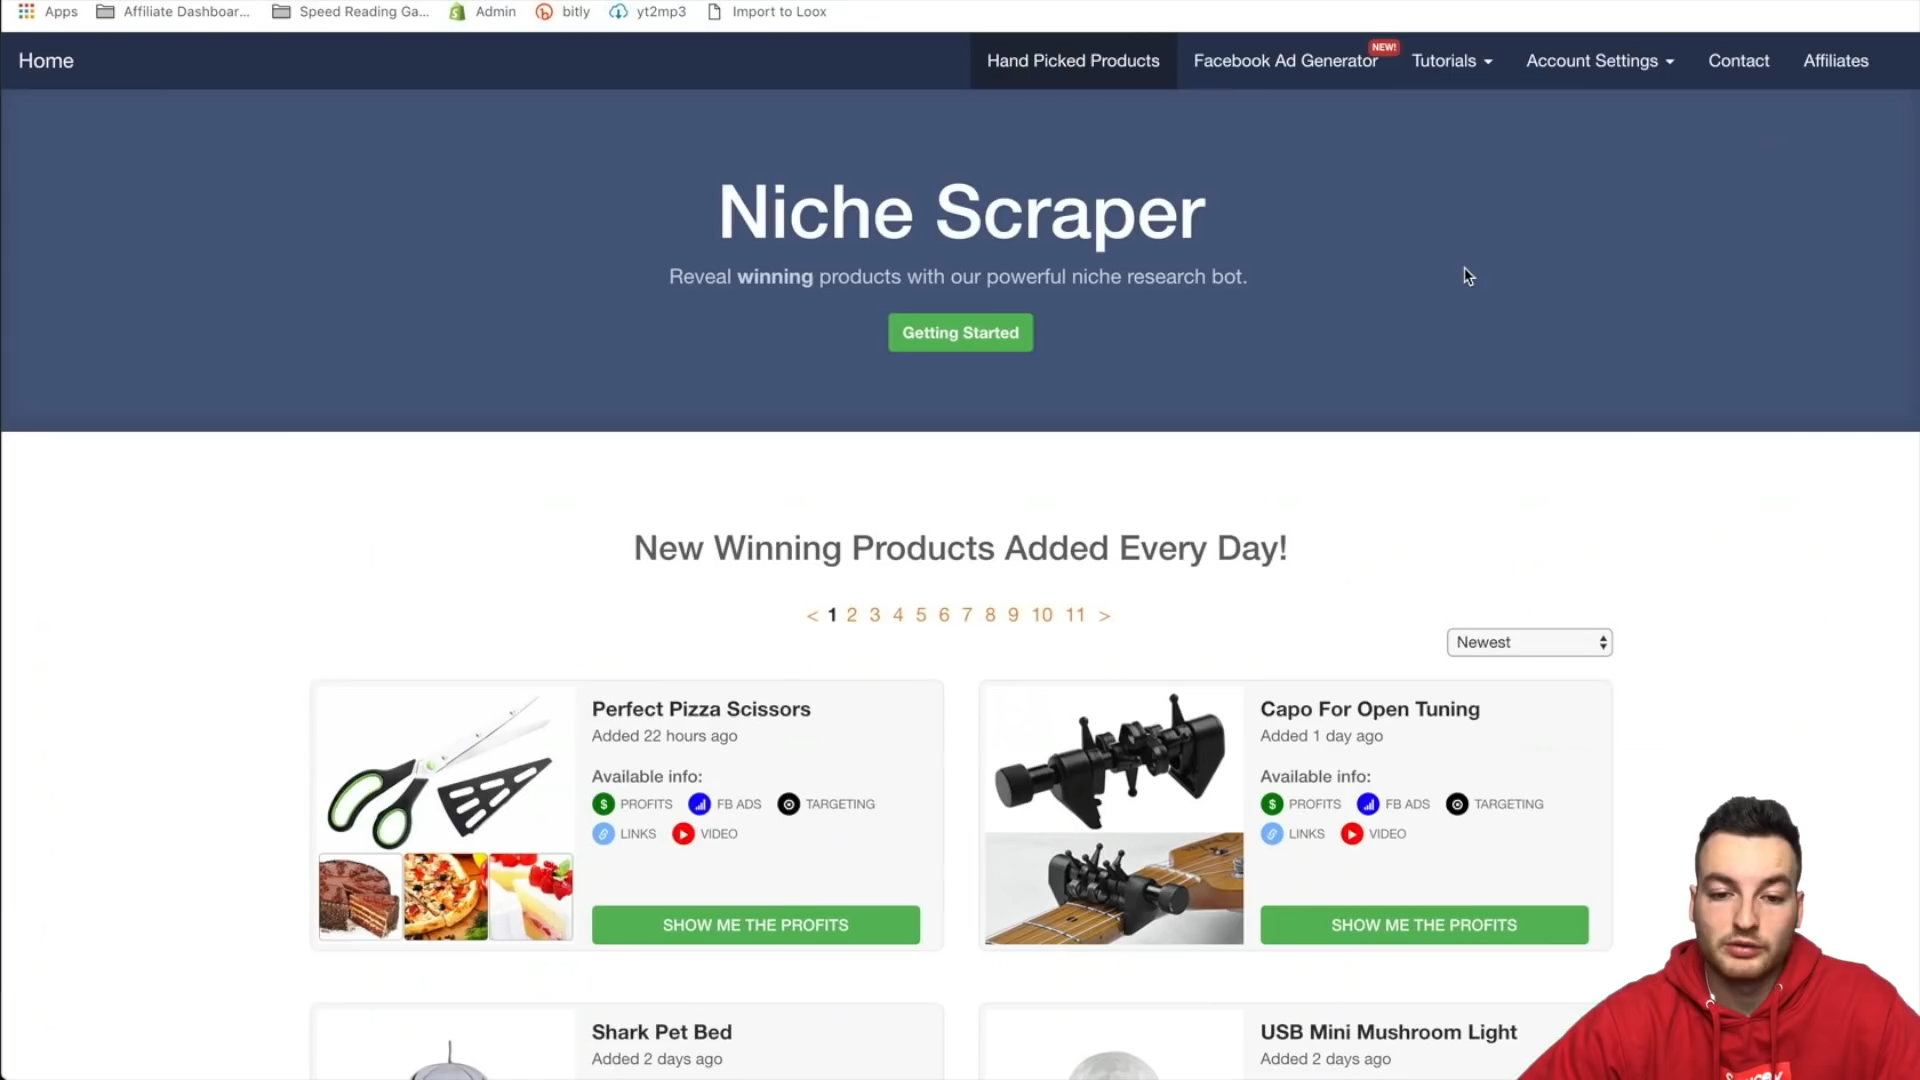 Apps
Affiliate Dashboar...
Speed Reading Ga...
Admin
bitly
yt2mp3
Import to Loox
Home
Hand Picked Products
Facebook Ad Generator
NEW!
Tutorials
Account Settings
Contact
Affiliates
Niche Scraper
Reveal winning products with our powerful niche research bot.
Getting Started
New Winning Products Added Every Day!
< 1 2 3 4 5 6 7 8 9 10 11 >
Newest
Perfect Pizza Scissors
Added 22 hours ago
Available info:
$ PROFITS FB ADS TARGETING
LINKS VIDEO
SHOW ME THE PROFITS
Capo For Open Tuning
Added 1 day ago
Available info:
$ PROFITS FB ADS TARGETING
LINKS VIDEO
SHOW ME THE PROFITS
Shark Pet Bed
Added 2 days ago
USB Mini Mushroom Light
Added 2 days ago